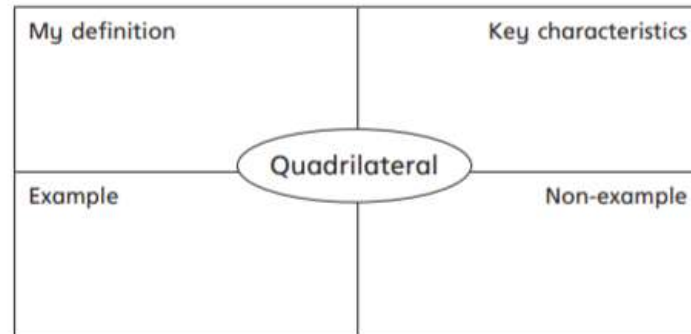 My definition
Key characteristics
Quadrilateral
Example
Non-example